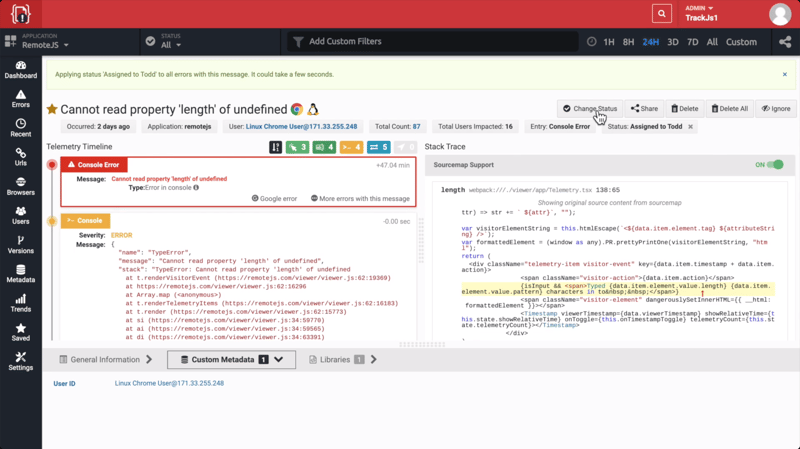 ADMIN
TrackJs1
APPLICATION
RemoteJS
STATUS
All
Add Custom Filters
1H 8H 24H 3D 7D All Custom
Dashboard
Errors
Recent
Urls
Browsers
Users
Versions
Metadata
Trends
Saved
Settings
Applying status 'Assigned to Todd' to all errors with this message. It could take a few seconds.
×
Cannot read property 'length' of undefined
Change Status
Share
Delete
Delete All
Ignore
Occurred: 2 days ago
Application: remotejs
User: Linux Chrome User@171.33.255.248
Total Count: 87
Total Users Impacted: 16
Entry: Console Error
Status: Assigned to Todd ×
Telemetry Timeline
3
4
4
5
0
Console Error
+47.04 min
Message: Cannot read property 'length' of undefined
Type: Error in console
Google error
More errors with this message
Console
-0.00 sec
Severity: ERROR
Message: {
"name": "TypeError",
"message": "Cannot read property 'length' of undefined",
"stack": "TypeError: Cannot read property 'length' of undefined
at t.renderVisitorEvent (https://remotejs.com/viewer/viewer.js:62:19369)
at https://remotejs.com/viewer/viewer.js:62:16296
at Array.map (<anonymous>)
at t.renderTelemetryItems (https://remotejs.com/viewer/viewer.js:62:16183)
at t.render (https://remotejs.com/viewer/viewer.js:62:15773)
at si (https://remotejs.com/viewer/viewer.js:34:59770)
at ai (https://remotejs.com/viewer/viewer.js:34:59565)
at di (https://remotejs.com/viewer/viewer.js:34:63391)
Stack Trace
Sourcemap Support
ON
length webpack:///./viewer/app/Telemetry.tsx 138:65
Showing original source content from sourcemap
ttr) => str += ` ${attr}`, "");
var visitorElementString = this.htmlEscape(`<${data.item.element.tag} ${attributeStr
ing} />`);
var formattedElement = (window as any).PR.prettyPrintOne(visitorElementString, "htm
l");
return (
<div className="telemetry-item visitor-event" key={data.item.timestamp + data.item.
action}>
<span className="visitor-action">{data.item.action}</span>
{isInput && <span>Typed {data.item.element.value.length} {data.item.
element.value.pattern} characters in to&nbsp;&nbsp;</span>}
<span className="visitor-element" dangerouslySetInnerHTML={{ __html:
formattedElement }}></span>
<Timestamp viewerTimestamp={data.viewerTimestamp} showRelativeTime={t
his.state.showRelativeTime} onToggle={this.onTimestampToggle} telemetryCount={this.st
ate.telemetryCount}></Timestamp>
</div>
General Information
Custom Metadata 1
Libraries 1
User ID
Linux Chrome User@171.33.255.248